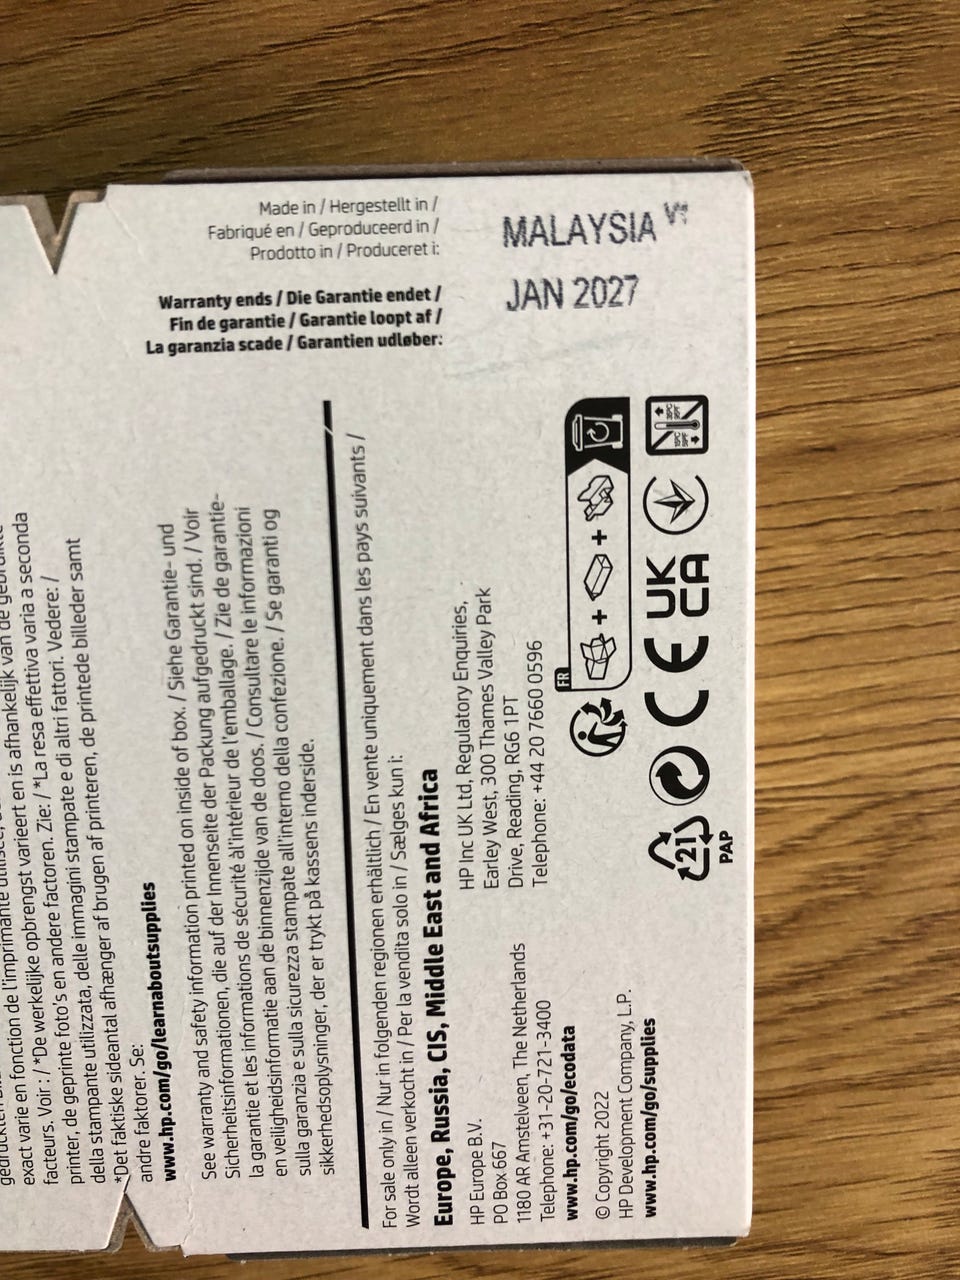 exact varie en fonction de l'imprimante
facteurs. Voir : / *De werkelijke opbrengst varieert en is afhankelijk van de
printer, de geprinte foto's en andere factoren. Zie: / *La resa effettiva varia a seconda
della stampante utilizzata, delle immagini stampate e di altri fattori. Vedere: /
*Det faktiske sideantal afhænger af brugen af printeren, de printede billeder samt
andre faktorer. Se:
www.hp.com/go/learnaboutsupplies
See warranty and safety information printed on inside of box. / Siehe Garantie- und
Sicherheitsinformationen, die auf der Innenseite der Packung aufgedruckt sind. / Voir
la garantie et les informations de sécurité à l'intérieur de l'emballage. / Zie de garantie-
en veiligheidsinformatie aan de binnenzijde van de doos. / Consultare le informazioni
sulla garanzia e sulla sicurezza stampate all'interno della confezione. / Se garanti og
sikkerhedsoplysninger, der er trykt på kassens inderside.
Made in / Hergestellt in /
Fabriqué en / Geproduceerd in /
Prodotto in / Produceret i:
MALAYSIA
Warranty ends / Die Garantie endet /
Fin de garantie / Garantie loopt af /
La garanzia scade / Garantien udløber:
JAN 2027
For sale only in / Nur in folgenden regionen erhältlich / En vente uniquement dans les pays suivants /
Wordt alleen verkocht in / Per la vendita solo in / Sælges kun i:
Europe, Russia, CIS, Middle East and Africa
HP Europe B.V.
PO Box 667
1180 AR Amstelveen, The Netherlands
Telephone: +31-20-721-3400
www.hp.com/go/ecodata
© Copyright 2022
HP Development Company, L.P.
www.hp.com/go/supplies
HP Inc UK Ltd, Regulatory Enquiries,
Earley West, 300 Thames Valley Park
Drive, Reading, RG6 1PT
Telephone: +44 20 7660 0596
FR
+ +
21
PAP
CE
UK
CA
15ºC
59ºF
35ºC
95ºF